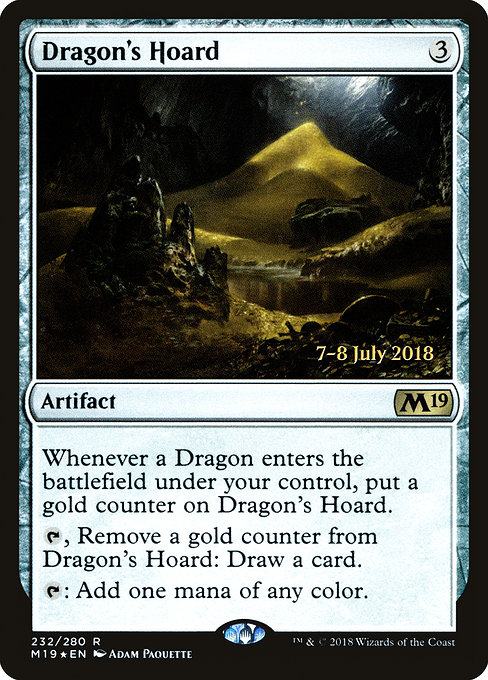 Dragon's Hoard 3
7–8 July 2018
Artifact M19
Whenever a Dragon enters the
battlefield under your control, put a
gold counter on Dragon's Hoard.
, Remove a gold counter from
Dragon's Hoard: Draw a card.
: Add one mana of any color.
232/280 R
M19★EN Adam Paquette
™ & © 2018 Wizards of the Coast